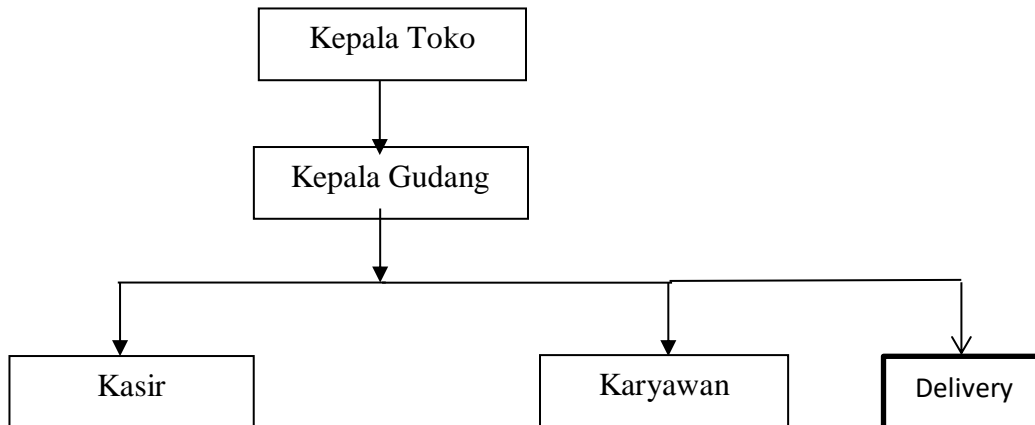 Kepala Toko
Kepala Gudang
Kasir
Karyawan
Delivery